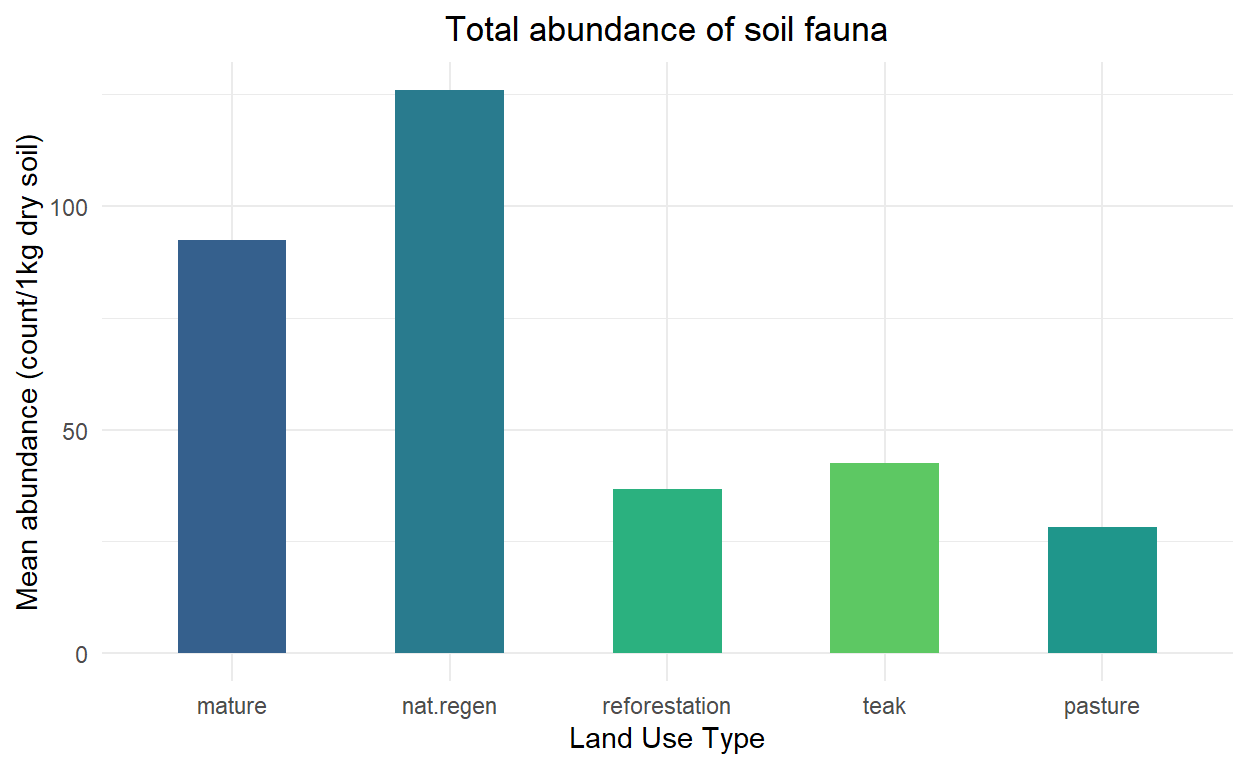 Total abundance of soil fauna
Mean abundance (count/1kg dry soil)
100
50
0
mature
nat.regen
reforestation
teak
pasture
Land Use Type